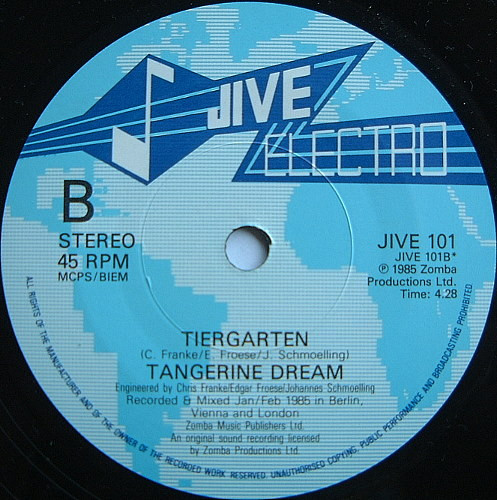 JIVE
ELECTRO
B
STEREO
45 RPM
MCPS/BIEM
JIVE 101
JIVE 101B*
℗ 1985 Zomba
Productions Ltd.
Time: 4.28
TIERGARTEN
(C. Franke/E. Froese/J. Schmoelling)
TANGERINE DREAM
Engineered by Chris Franke/Edgar Froese/Johannes Schmoelling
Recorded & Mixed Jan/Feb 1985 in Berlin,
Vienna and London
Zomba Music Publishers Ltd.
An original sound recording licensed
by Zomba Productions Ltd.
ALL RIGHTS OF THE MANUFACTURER AND OF THE OWNER OF THE RECORDED WORK RESERVED. UNAUTHORISED COPYING, PUBLIC PERFORMANCE AND BROADCASTING PROHIBITED